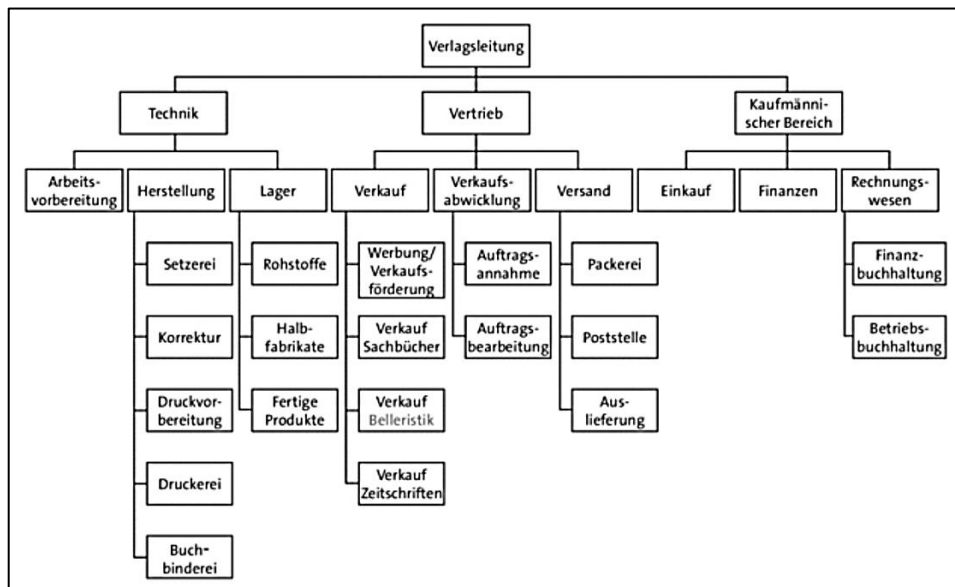 Verlagsleitung
Technik
Vertrieb
Kaufmänni-
scher Bereich
Arbeits-
vorbereitung
Herstellung
Lager
Verkauf
Verkaufs-
abwicklung
Versand
Einkauf
Finanzen
Rechnungs-
wesen
Setzerei
Rohstoffe
Werbung/
Verkaufs-
förderung
Auftrags-
annahme
Packerei
Finanz-
buchhaltung
Korrektur
Halb-
fabrikate
Verkauf
Sachbücher
Auftrags-
bearbeitung
Poststelle
Betriebs-
buchhaltung
Druckvor-
bereitung
Fertige
Produkte
Verkauf
Belleristik
Aus-
lieferung
Druckerei
Verkauf
Zeitschriften
Buch-
binderei